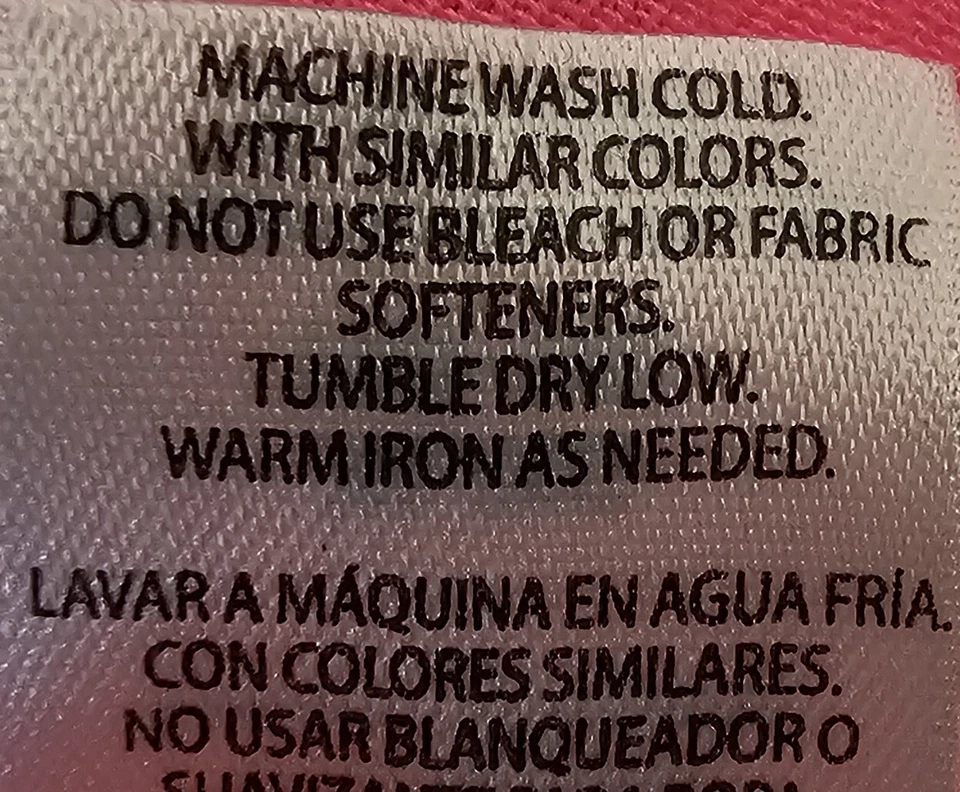 MACHINE WASH COLD.
WITH SIMILAR COLORS.
DO NOT USE BLEACH OR FABRIC
SOFTENERS.
TUMBLE DRY LOW.
WARM IRON AS NEEDED.
LAVAR A MÁQUINA EN AGUA FRÍA.
CON COLORES SIMILARES.
NO USAR BLANQUEADOR O